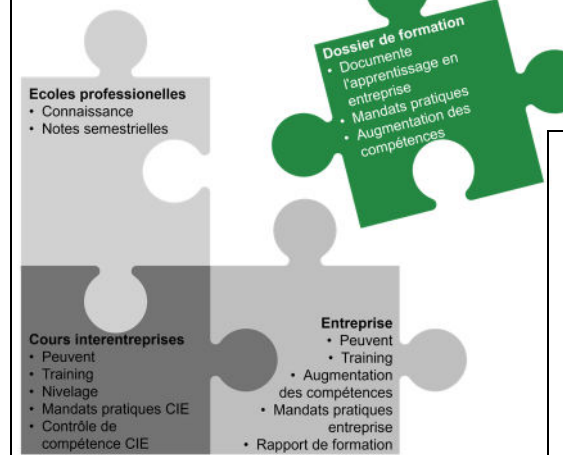 Ecoles professionelles
• Connaissance
• Notes semestrielles
Dossier de formation
• Documente
l'apprentissage en
entreprise
• Mandats pratiques
• Augmentation des
compétences
Cours interentreprises
• Peuvent
• Training
• Nivelage
• Mandats pratiques CIE
• Contrôle de
compétence CIE
Entreprise
• Peuvent
• Training
• Augmentation
des compétences
• Mandats pratiques
entreprise
• Rapport de formation